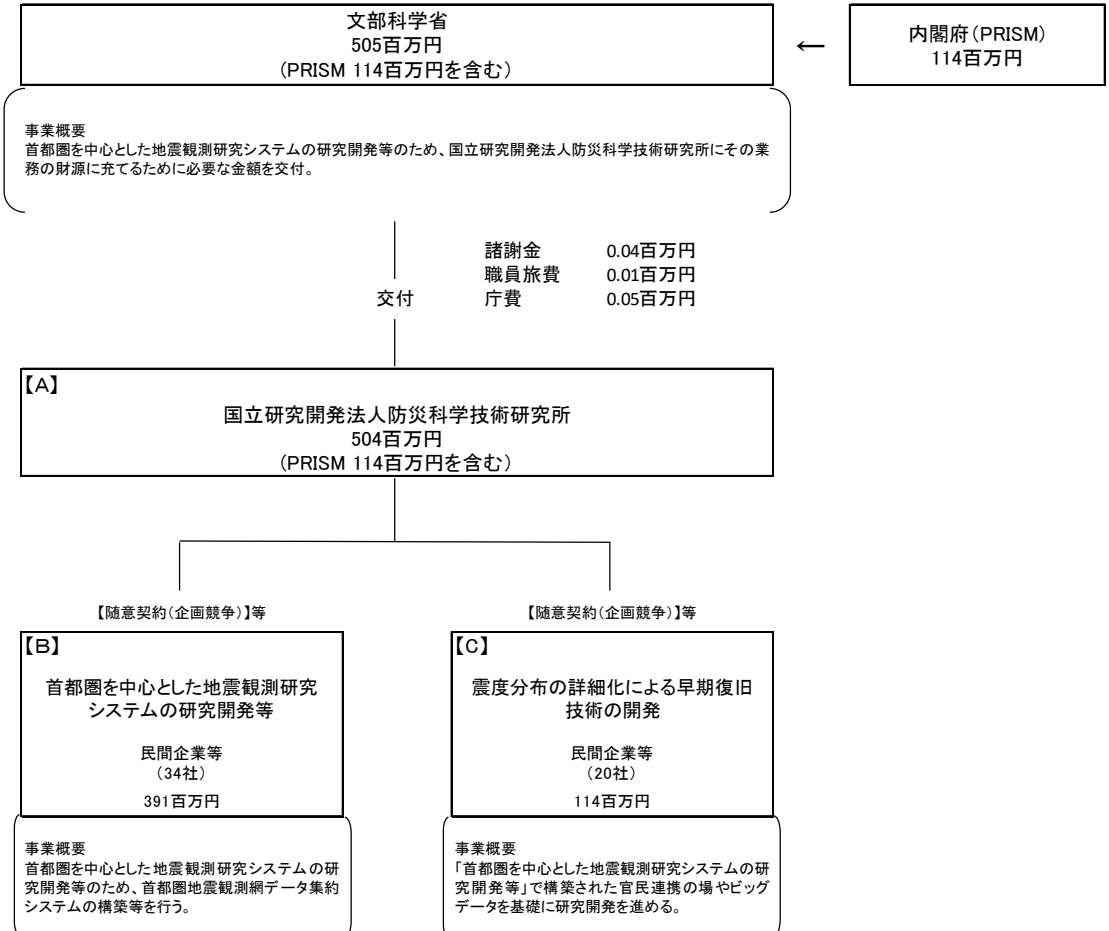 文部科学省
505百万円
(PRISM 114百万円を含む)
←
内閣府(PRISM)
114百万円
事業概要
首都圏を中心とした地震観測研究システムの研究開発等のため、国立研究開発法人防災科学技術研究所にその業
務の財源に充てるために必要な金額を交付。
諸謝金 0.04百万円
職員旅費 0.01百万円
交付 庁費 0.05百万円
【A】
国立研究開発法人防災科学技術研究所
504百万円
(PRISM 114百万円を含む)
【随意契約(企画競争)】等
【B】
首都圏を中心とした地震観測研究
システムの研究開発等
民間企業等
(34社)
391百万円
事業概要
首都圏を中心とした地震観測研究システムの研
究開発等のため、首都圏地震観測網データ集約
システムの構築等を行う。
【随意契約(企画競争)】等
【C】
震度分布の詳細化による早期復旧
技術の開発
民間企業等
(20社)
114百万円
事業概要
「首都圏を中心とした地震観測研究システムの研
究開発等」で構築された官民連携の場やビッグ
データを基礎に研究開発を進める。